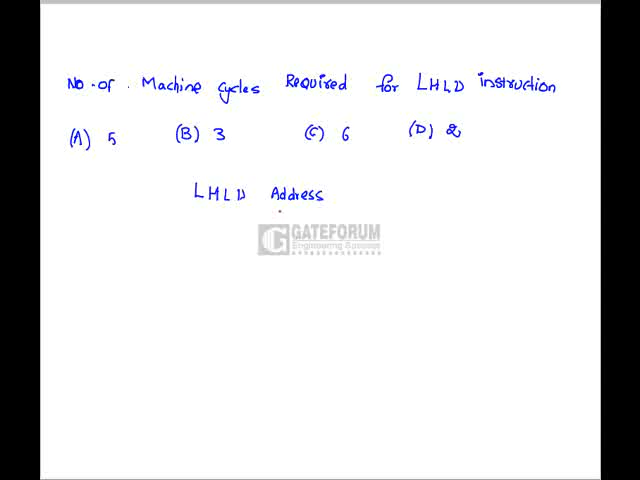 No. of. Machine Cycles Required for LHLD instruction
(A) 5 (B) 3 (C) 6 (D) 2
LHLD Address
GATEFORUM
Engineering Success